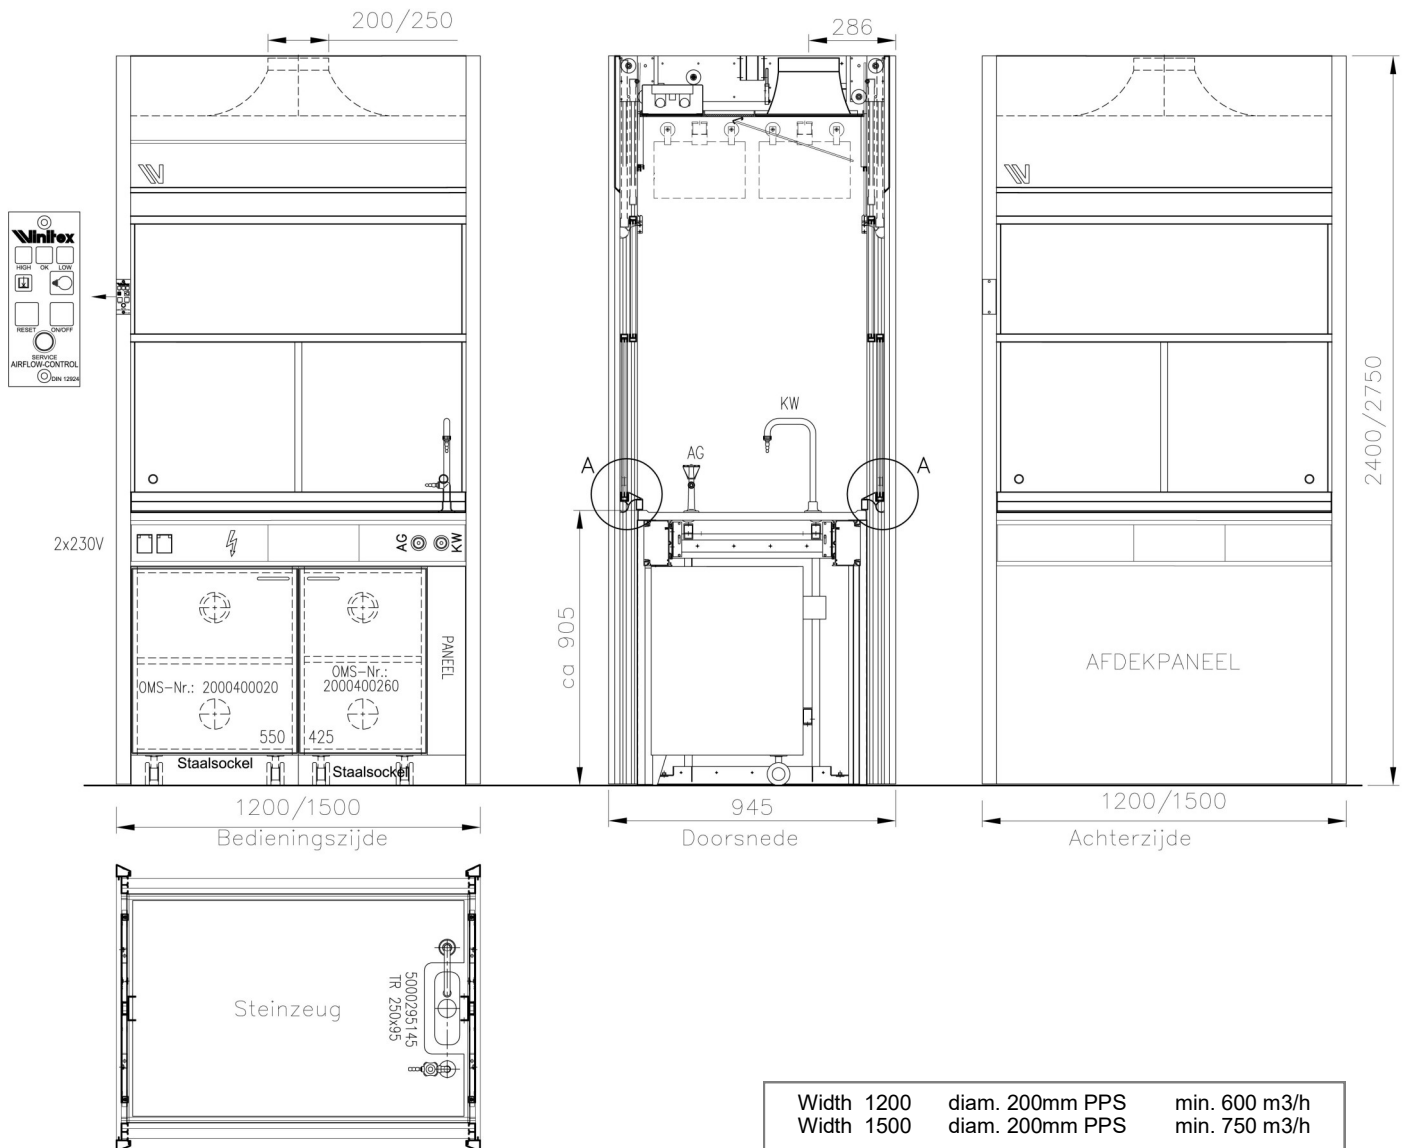 200/250
286
Winitex
HIGH OK LOW
RESET ON/OFF
SERVICE
AIRFLOW-CONTROL
DIN 12924
2400/2750
KW
AG
A
A
2x230V
AG
KW
ca 905
PANEEL
OMS-Nr.: 2000400020
OMS-Nr.:
2000400260
550
425
Staalsockel
Staalsockel
AFDEKPANEEL
1200/1500
945
1200/1500
Bedieningszijde
Doorsnede
Achterzijde
Steinzeug
5000295145
TR 250x95
Width 1200 diam. 200mm PPS min. 600 m3/h
Width 1500 diam. 200mm PPS min. 750 m3/h